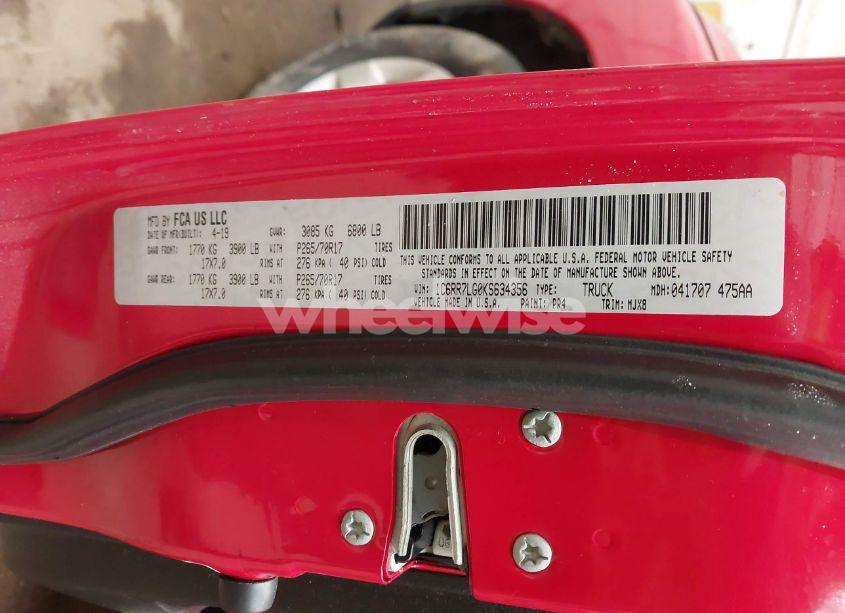 MFD BY FCA US LLC
DATE OF MFR(BUILT): 4-19 GVWR: 3085 KG 6800 LB
GAWR FRONT: 1770 KG 3900 LB WITH P265/70R17 TIRES
17X7.0 RIMS AT 276 KPA ( 40 PSI) COLD
GAWR REAR: 1770 KG 3900 LB WITH P265/70R17 TIRES
17X7.0 RIMS AT 276 KPA ( 40 PSI) COLD
THIS VEHICLE CONFORMS TO ALL APPLICABLE U.S.A. FEDERAL MOTOR VEHICLE SAFETY
STANDARDS IN EFFECT ON THE DATE OF MANUFACTURE SHOWN ABOVE.
VIN: 1C6RR7LG0KS634356 TYPE: TRUCK MDH: 041707 475AA
VEHICLE MADE IN U.S.A. PAINT: PR4 TRIM: MJX8
wheelwise